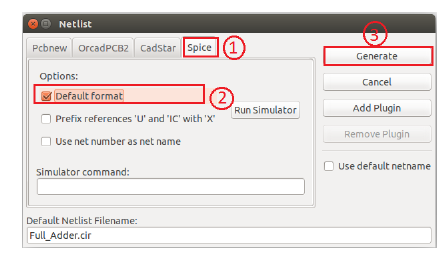 Netlist
3
Pcbnew OrcadPCB2 CadStar Spice 1
Generate
Options:
Cancel
Default format
2
Run Simulator
Add Plugin
Prefix references 'U' and 'IC' with 'X'
Remove Plugin
Use net number as net name
Use default netname
Simulator command:
Default Netlist Filename:
Full_Adder.cir